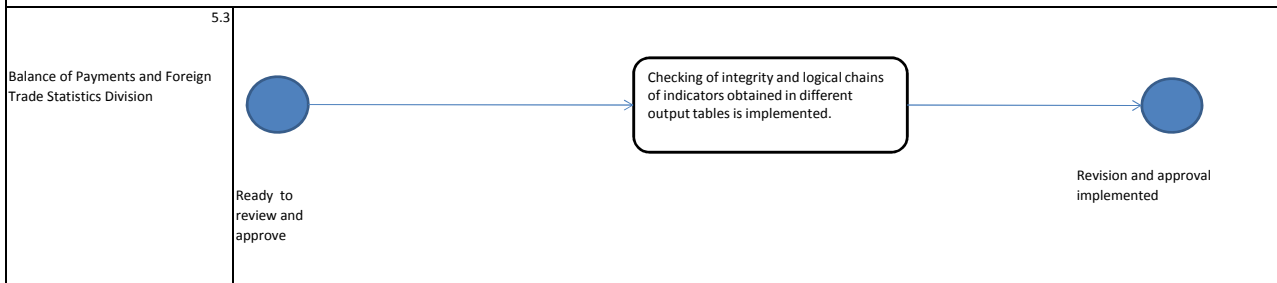 5.3
Balance of Payments and Foreign
Trade Statistics Division
Checking of integrity and logical chains
of indicators obtained in different
output tables is implemented.
Ready to
review and
approve
Revision and approval
implemented